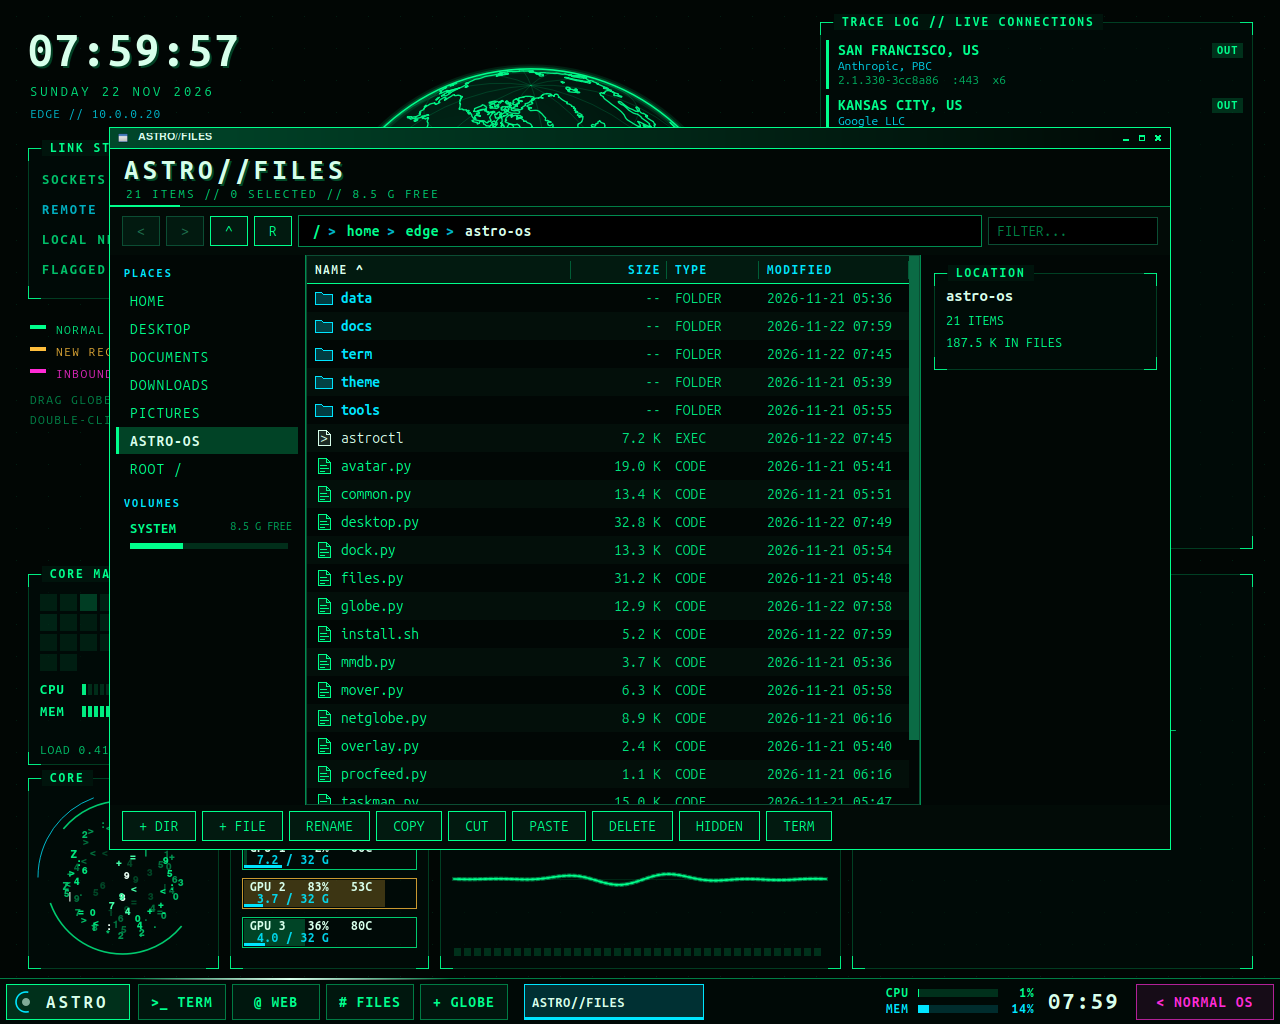 07:59:57
SUNDAY 22 NOV 2026
EDGE // 10.0.0.20
TRACE LOG // LIVE CONNECTIONS
SAN FRANCISCO, US OUT
Anthropic, PBC
2.1.330-3cc8a86 :443 x6
KANSAS CITY, US OUT
Google LLC
LINK ST
SOCKETS
REMOTE
LOCAL N
FLAGGED
NORMAL
NEW REC
INBOUND
DRAG GLOBE
DOUBLE-CLI
CORE MA
CPU
MEM
LOAD 0.41
CORE
ASTRO//FILES
ASTRO//FILES
21 ITEMS // 0 SELECTED // 8.5 G FREE
< > ^ R / > home > edge > astro-os FILTER...
PLACES
HOME
DESKTOP
DOCUMENTS
DOWNLOADS
PICTURES
ASTRO-OS
ROOT /
VOLUMES
SYSTEM 8.5 G FREE
NAME ^ SIZE TYPE MODIFIED
data -- FOLDER 2026-11-21 05:36
docs -- FOLDER 2026-11-22 07:59
term -- FOLDER 2026-11-22 07:45
theme -- FOLDER 2026-11-21 05:39
tools -- FOLDER 2026-11-21 05:55
astroctl 7.2 K EXEC 2026-11-22 07:45
avatar.py 19.0 K CODE 2026-11-21 05:41
common.py 13.4 K CODE 2026-11-21 05:51
desktop.py 32.8 K CODE 2026-11-22 07:49
dock.py 13.3 K CODE 2026-11-21 05:54
files.py 31.2 K CODE 2026-11-21 05:48
globe.py 12.9 K CODE 2026-11-22 07:58
install.sh 5.2 K CODE 2026-11-22 07:59
mmdb.py 3.7 K CODE 2026-11-21 05:36
mover.py 6.3 K CODE 2026-11-21 05:58
netglobe.py 8.9 K CODE 2026-11-21 06:16
overlay.py 2.4 K CODE 2026-11-21 05:40
procfeed.py 1.1 K CODE 2026-11-21 06:16
taskmap.py 15.0 K CODE 2026-11-21 05:47
LOCATION
astro-os
21 ITEMS
187.5 K IN FILES
+ DIR + FILE RENAME COPY CUT PASTE DELETE HIDDEN TERM
7.2 / 32 G
GPU 2 83% 53C
3.7 / 32 G
GPU 3 36% 80C
4.0 / 32 G
ASTRO >_ TERM @ WEB # FILES + GLOBE ASTRO//FILES
CPU 1%
MEM 14%
07:59
< NORMAL OS